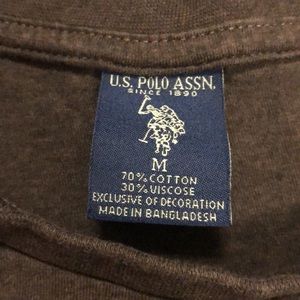 U.S. POLO ASSN.
SINCE 1890
M
70% COTTON
30% VISCOSE
EXCLUSIVE OF DECORATION
MADE IN BANGLADESH